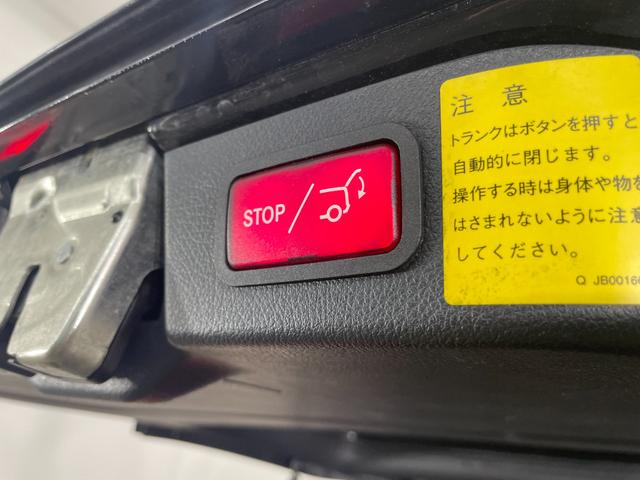 STOP/
注意
トランクはボタンを押すと
自動的に閉じます。
操作する時は身体や物を
はさまれないように注意
してください。
Q JB00166